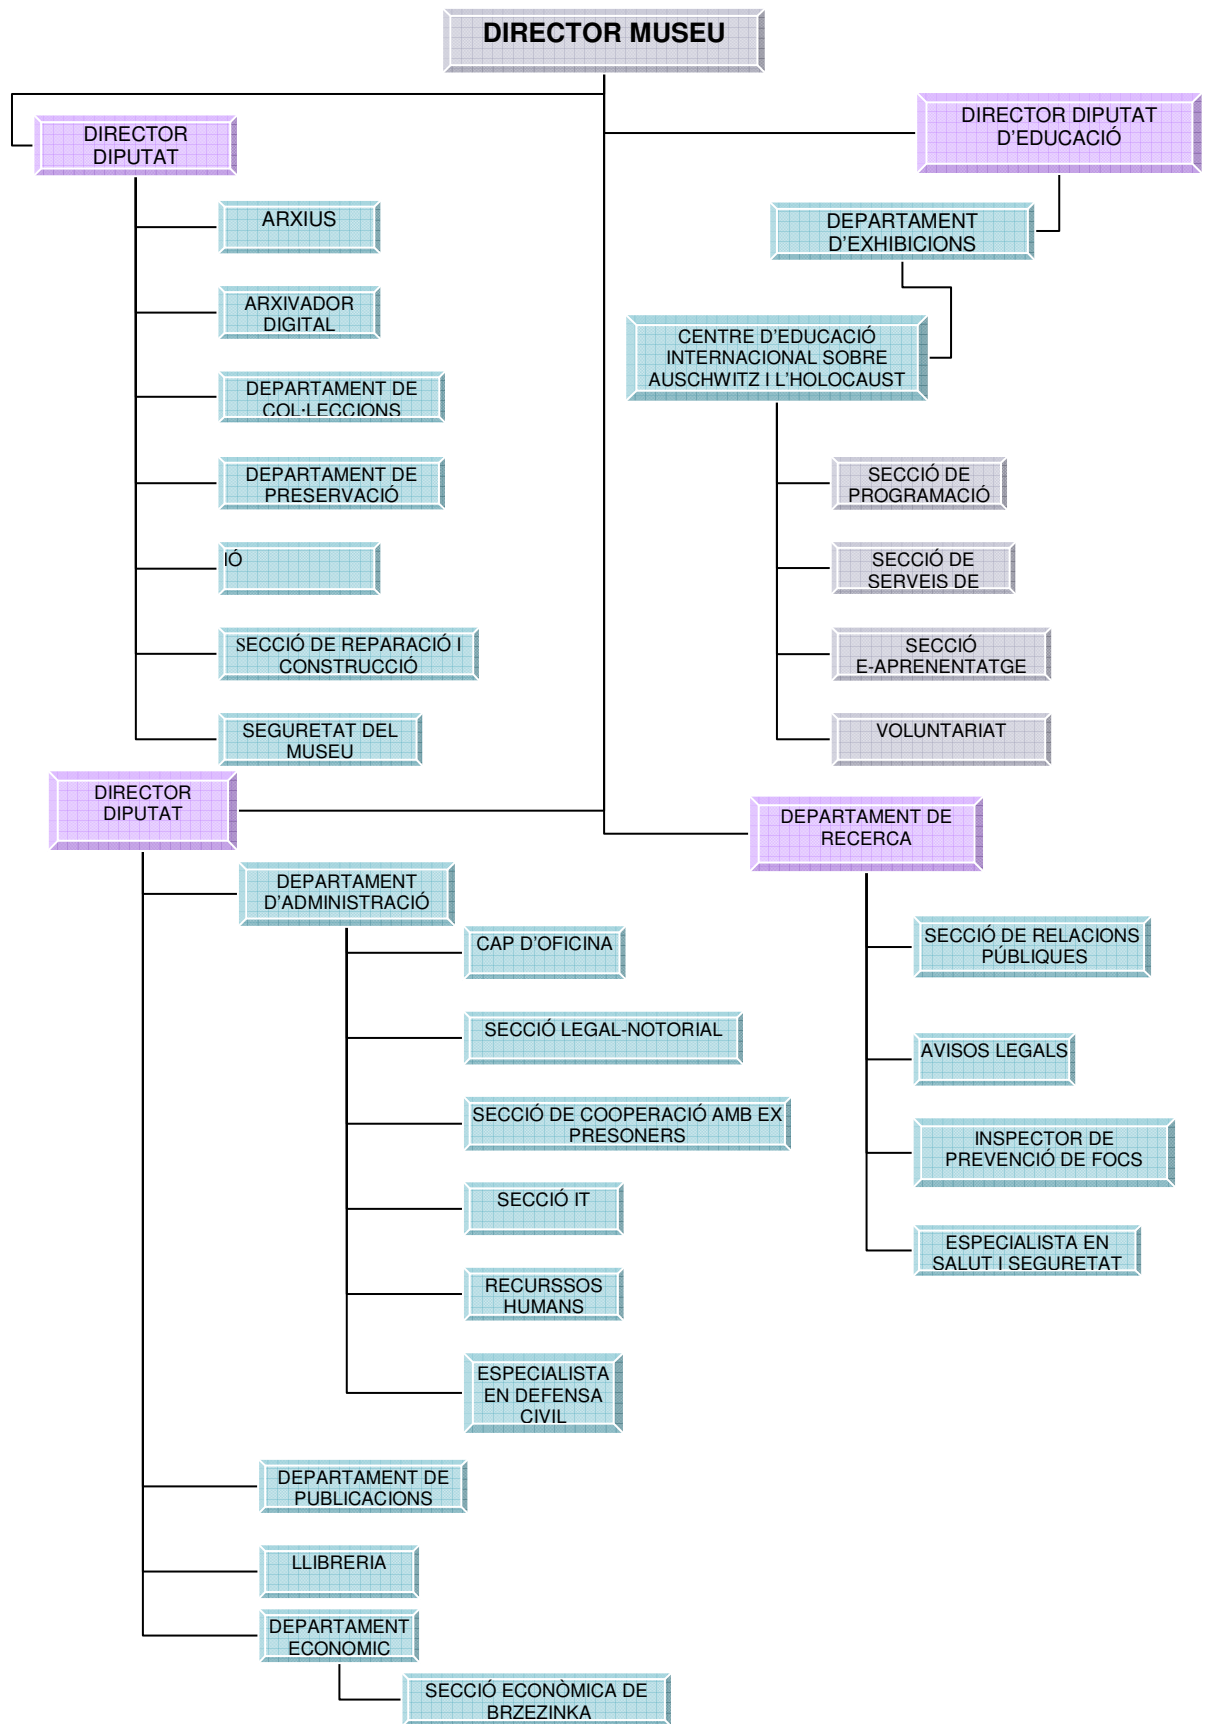 DIRECTOR MUSEU
DIRECTOR
DIPUTAT
ARXIUS
ARXIVADOR
DIGITAL
DEPARTAMENT DE
COL·LECCIONS
DEPARTAMENT DE
PRESERVACIÓ
IÓ
SECCIÓ DE REPARACIÓ I
CONSTRUCCIÓ
SEGURETAT DEL
MUSEU
DIRECTOR DIPUTAT
D'EDUCACIÓ
DEPARTAMENT
D'EXHIBICIONS
CENTRE D'EDUCACIÓ
INTERNACIONAL SOBRE
AUSCHWITZ I L'HOLOCAUST
SECCIÓ DE
PROGRAMACIÓ
SECCIÓ DE
SERVEIS DE
SECCIÓ
E-APRENENTATGE
VOLUNTARIAT
DIRECTOR
DIPUTAT
DEPARTAMENT
D'ADMINISTRACIÓ
CAP D'OFICINA
SECCIÓ LEGAL-NOTORIAL
SECCIÓ DE COOPERACIÓ AMB EX
PRESONERS
SECCIÓ IT
RECURSSOS
HUMANS
ESPECIALISTA
EN DEFENSA
CIVIL
DEPARTAMENT DE
PUBLICACIONS
LLIBRERIA
DEPARTAMENT
ECONOMIC
SECCIÓ ECONÒMICA DE
BRZEZINKA
DEPARTAMENT DE
RECERCA
SECCIÓ DE RELACIONS
PÚBLIQUES
AVISOS LEGALS
INSPECTOR DE
PREVENCIÓ DE FOCS
ESPECIALISTA EN
SALUT I SEGURETAT